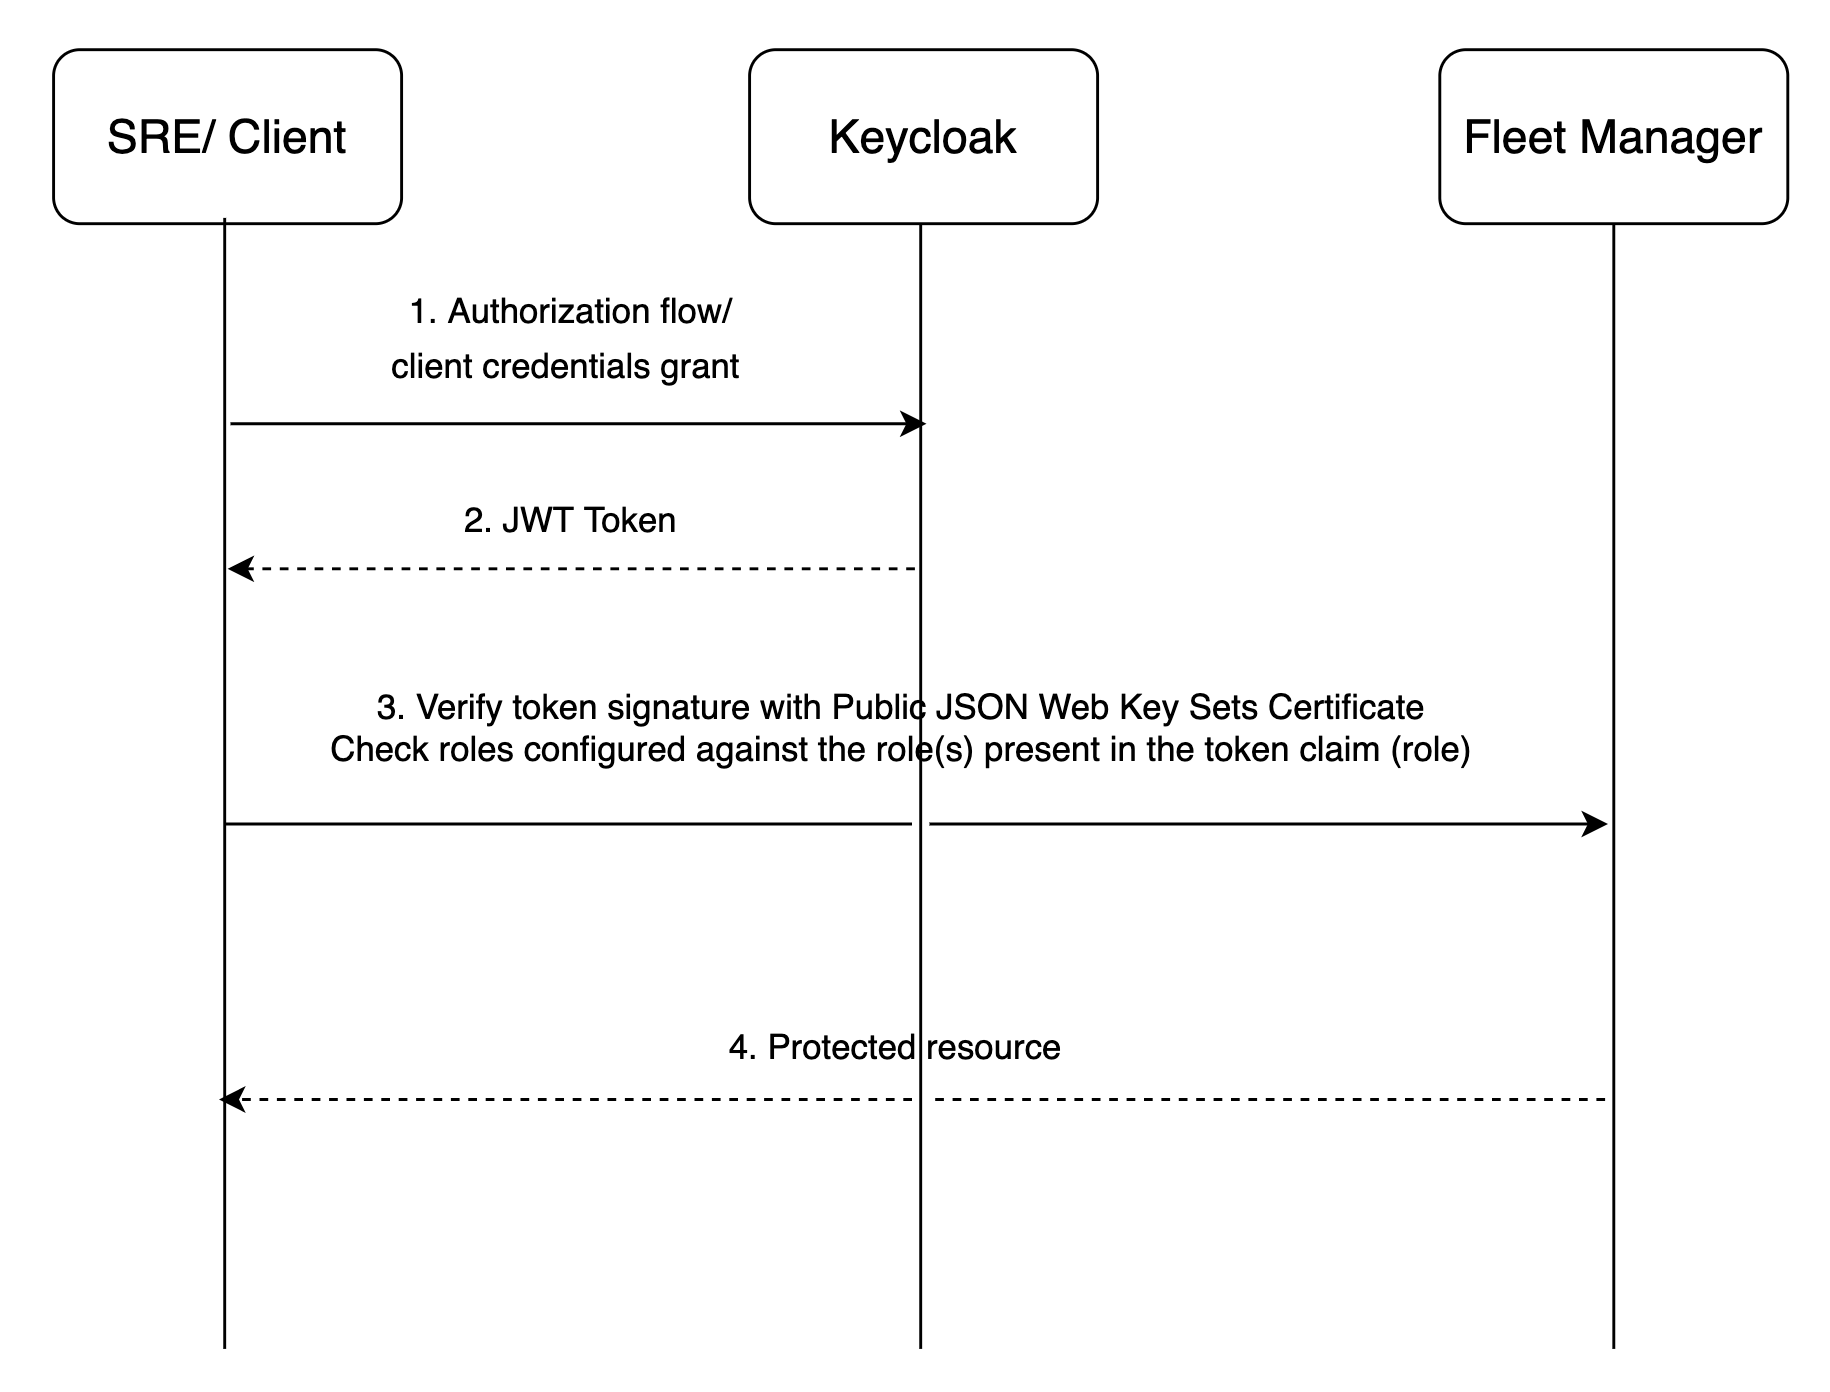 SRE/ Client
Keycloak
Fleet Manager
1. Authorization flow/
client credentials grant
2. JWT Token
3. Verify token signature with Public JSON Web Key Sets Certificate
Check roles configured against the role(s) present in the token claim (role)
4. Protected resource